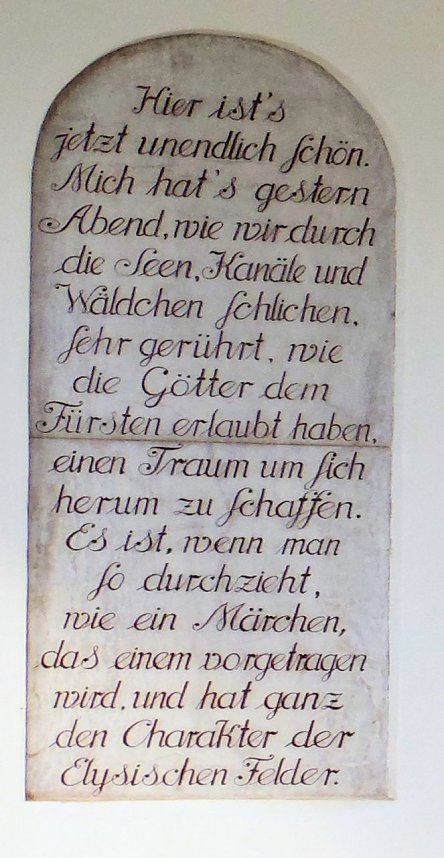 Hier ist's
jetzt unendlich schön.
Mich hat's gestern
Abend, wie wir durch
die Seen, Kanäle und
Wäldchen schlichen,
sehr gerührt, wie
die Götter dem
Fürsten erlaubt haben,
einen Traum um sich
herum zu schaffen.
Es ist, wenn man
so durchzieht,
wie ein Märchen,
das einem vorgetragen
wird, und hat ganz
den Charakter der
Elysischen Felder.